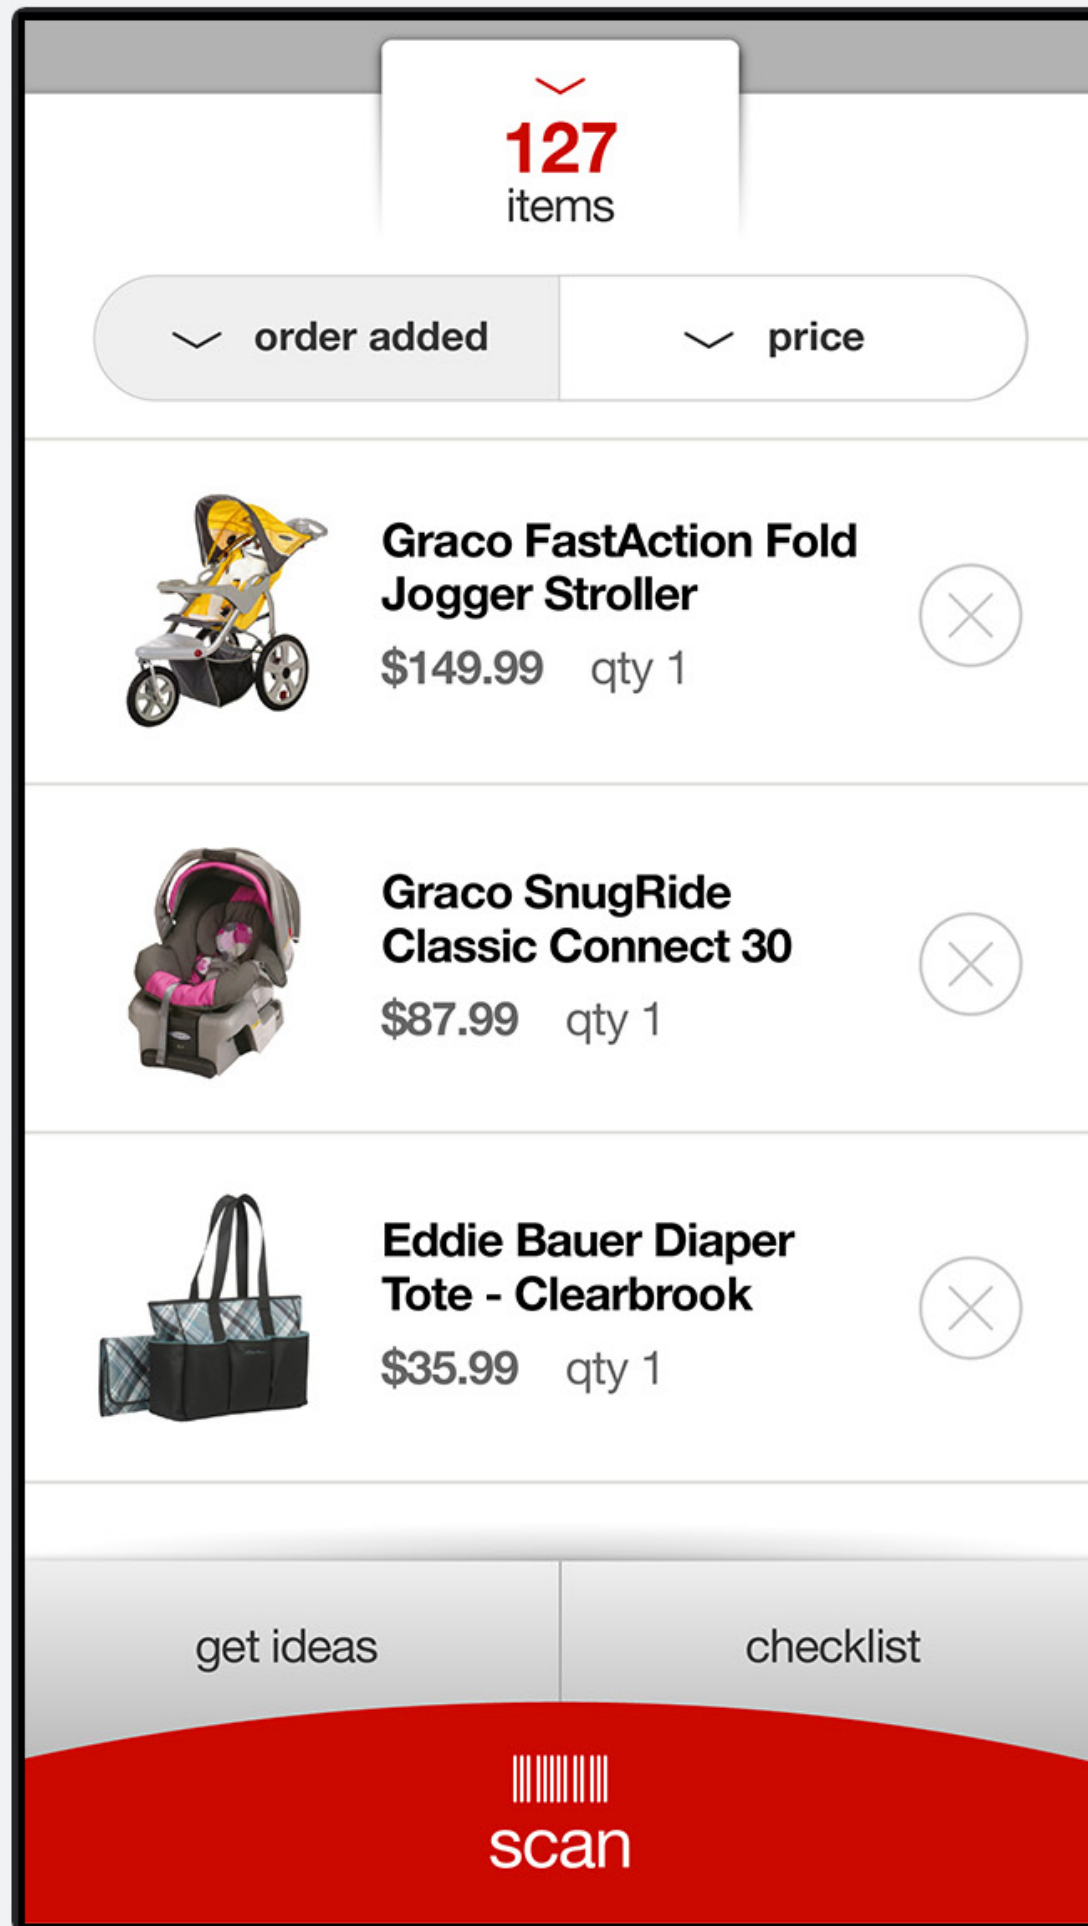 127
items
order added
price
Graco FastAction Fold
Jogger Stroller
$149.99 qty 1
Graco SnugRide
Classic Connect 30
$87.99 qty 1
Eddie Bauer Diaper
Tote - Clearbrook
$35.99 qty 1
get ideas
checklist
scan